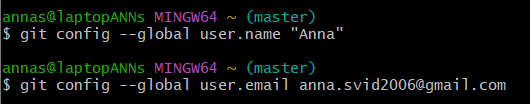 annas@laptopANNs MINGW64 ~ (master)
$ git config --global user.name "Anna"
annas@laptopANNs MINGW64 ~ (master)
$ git config --global user.email anna.svid2006@gmail.com